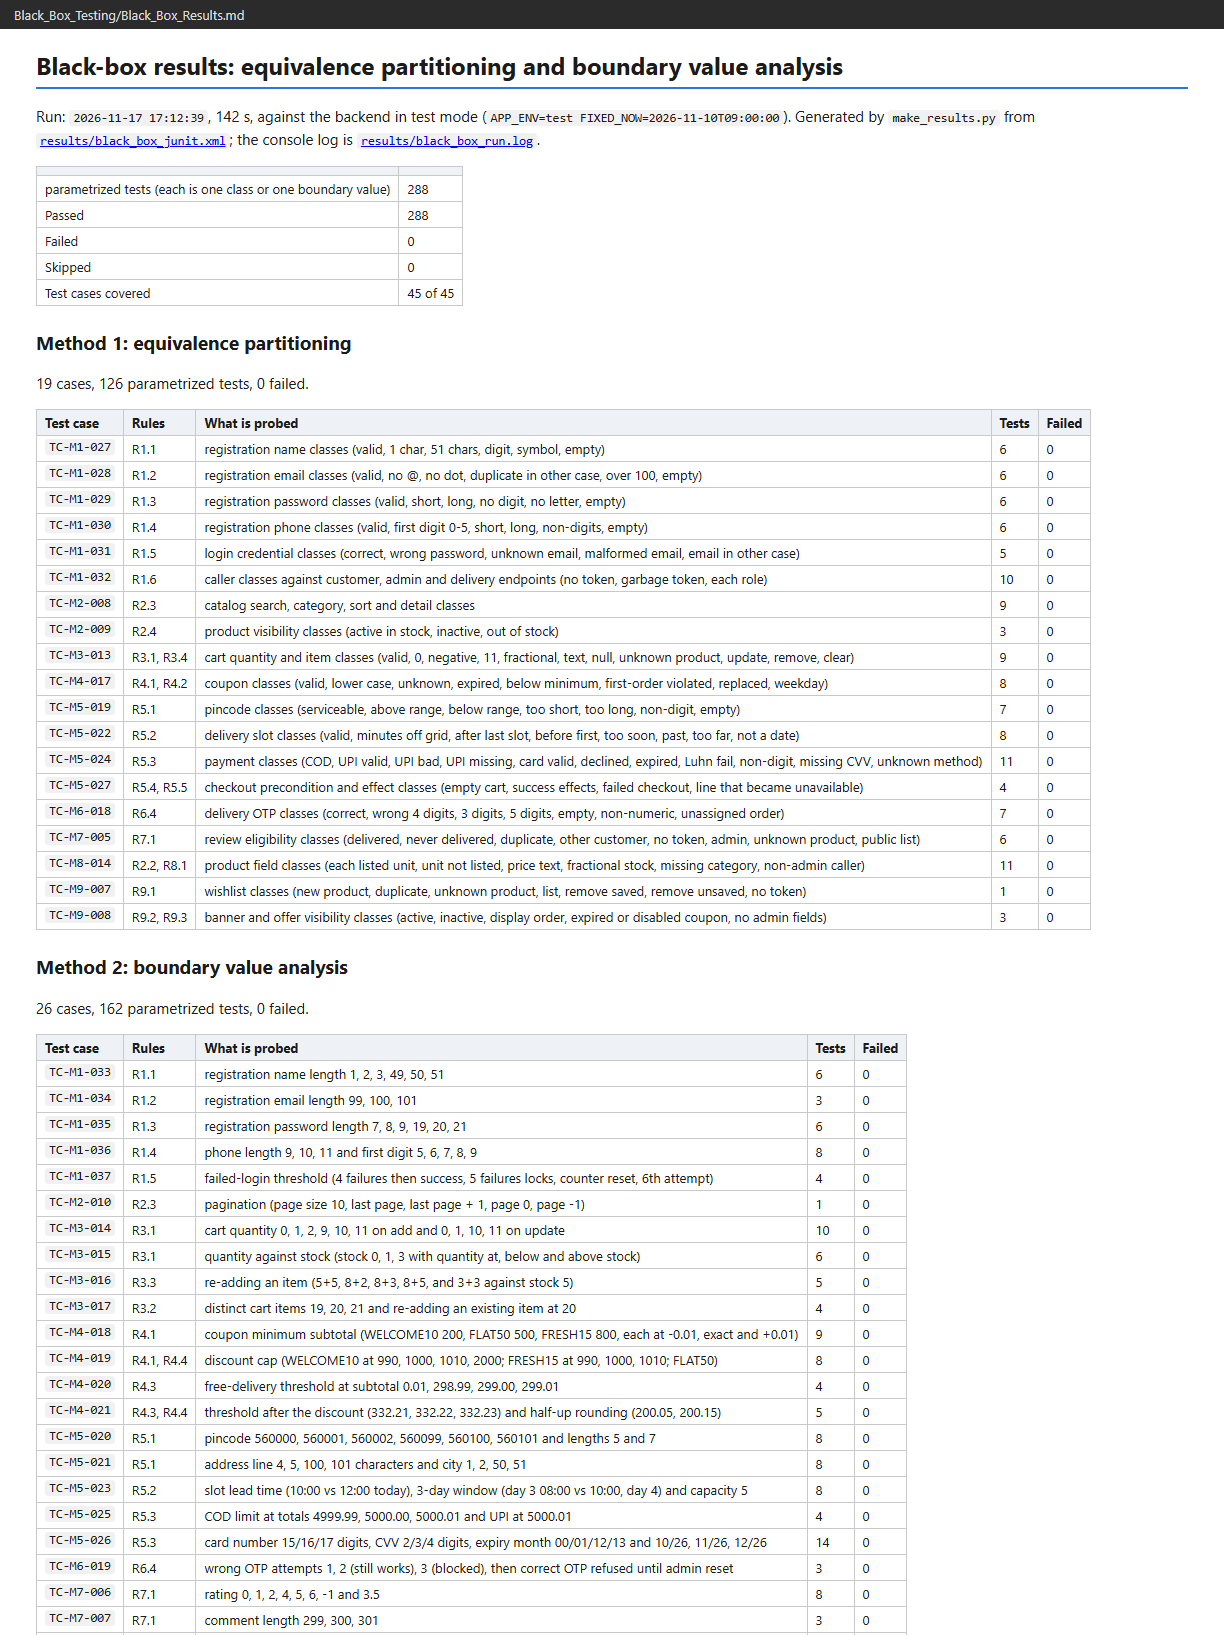 Black_Box_Testing/Black_Box_Results.md
Black-box results: equivalence partitioning and boundary value analysis
Run: 2026-11-17 17:12:39, 142 s, against the backend in test mode (APP_ENV=test FIXED_NOW=2026-11-10T09:00:00). Generated by make_results.py from
results/black_box_junit.xml; the console log is results/black_box_run.log.
parametrized tests (each is one class or one boundary value) 288
Passed 288
Failed 0
Skipped 0
Test cases covered 45 of 45
Method 1: equivalence partitioning
19 cases, 126 parametrized tests, 0 failed.
Test case Rules What is probed Tests Failed
TC-M1-027 R1.1 registration name classes (valid, 1 char, 51 chars, digit, symbol, empty) 6 0
TC-M1-028 R1.2 registration email classes (valid, no @, no dot, duplicate in other case, over 100, empty) 6 0
TC-M1-029 R1.3 registration password classes (valid, short, long, no digit, no letter, empty) 6 0
TC-M1-030 R1.4 registration phone classes (valid, first digit 0-5, short, long, non-digits, empty) 6 0
TC-M1-031 R1.5 login credential classes (correct, wrong password, unknown email, malformed email, email in other case) 5 0
TC-M1-032 R1.6 caller classes against customer, admin and delivery endpoints (no token, garbage token, each role) 10 0
TC-M2-008 R2.3 catalog search, category, sort and detail classes 9 0
TC-M2-009 R2.4 product visibility classes (active in stock, inactive, out of stock) 3 0
TC-M3-013 R3.1, R3.4 cart quantity and item classes (valid, 0, negative, 11, fractional, text, null, unknown product, update, remove, clear) 9 0
TC-M4-017 R4.1, R4.2 coupon classes (valid, lower case, unknown, expired, below minimum, first-order violated, replaced, weekday) 8 0
TC-M5-019 R5.1 pincode classes (serviceable, above range, below range, too short, too long, non-digit, empty) 7 0
TC-M5-022 R5.2 delivery slot classes (valid, minutes off grid, after last slot, before first, too soon, past, too far, not a date) 8 0
TC-M5-024 R5.3 payment classes (COD, UPI valid, UPI bad, UPI missing, card valid, declined, expired, Luhn fail, non-digit, missing CVV, unknown method) 11 0
TC-M5-027 R5.4, R5.5 checkout precondition and effect classes (empty cart, success effects, failed checkout, line that became unavailable) 4 0
TC-M6-018 R6.4 delivery OTP classes (correct, wrong 4 digits, 3 digits, 5 digits, empty, non-numeric, unassigned order) 7 0
TC-M7-005 R7.1 review eligibility classes (delivered, never delivered, duplicate, other customer, no token, admin, unknown product, public list) 6 0
TC-M8-014 R2.2, R8.1 product field classes (each listed unit, unit not listed, price text, fractional stock, missing category, non-admin caller) 11 0
TC-M9-007 R9.1 wishlist classes (new product, duplicate, unknown product, list, remove saved, remove unsaved, no token) 1 0
TC-M9-008 R9.2, R9.3 banner and offer visibility classes (active, inactive, display order, expired or disabled coupon, no admin fields) 3 0
Method 2: boundary value analysis
26 cases, 162 parametrized tests, 0 failed.
Test case Rules What is probed Tests Failed
TC-M1-033 R1.1 registration name length 1, 2, 3, 49, 50, 51 6 0
TC-M1-034 R1.2 registration email length 99, 100, 101 3 0
TC-M1-035 R1.3 registration password length 7, 8, 9, 19, 20, 21 6 0
TC-M1-036 R1.4 phone length 9, 10, 11 and first digit 5, 6, 7, 8, 9 8 0
TC-M1-037 R1.5 failed-login threshold (4 failures then success, 5 failures locks, counter reset, 6th attempt) 4 0
TC-M2-010 R2.3 pagination (page size 10, last page, last page + 1, page 0, page -1) 1 0
TC-M3-014 R3.1 cart quantity 0, 1, 2, 9, 10, 11 on add and 0, 1, 10, 11 on update 10 0
TC-M3-015 R3.1 quantity against stock (stock 0, 1, 3 with quantity at, below and above stock) 6 0
TC-M3-016 R3.3 re-adding an item (5+5, 8+2, 8+3, 8+5, and 3+3 against stock 5) 5 0
TC-M3-017 R3.2 distinct cart items 19, 20, 21 and re-adding an existing item at 20 4 0
TC-M4-018 R4.1 coupon minimum subtotal (WELCOME10 200, FLAT50 500, FRESH15 800, each at -0.01, exact and +0.01) 9 0
TC-M4-019 R4.1, R4.4 discount cap (WELCOME10 at 990, 1000, 1010, 2000; FRESH15 at 990, 1000, 1010; FLAT50) 8 0
TC-M4-020 R4.3 free-delivery threshold at subtotal 0.01, 298.99, 299.00, 299.01 4 0
TC-M4-021 R4.3, R4.4 threshold after the discount (332.21, 332.22, 332.23) and half-up rounding (200.05, 200.15) 5 0
TC-M5-020 R5.1 pincode 560000, 560001, 560002, 560099, 560100, 560101 and lengths 5 and 7 8 0
TC-M5-021 R5.1 address line 4, 5, 100, 101 characters and city 1, 2, 50, 51 8 0
TC-M5-023 R5.2 slot lead time (10:00 vs 12:00 today), 3-day window (day 3 08:00 vs 10:00, day 4) and capacity 5 8 0
TC-M5-025 R5.3 COD limit at totals 4999.99, 5000.00, 5000.01 and UPI at 5000.01 4 0
TC-M5-026 R5.3 card number 15/16/17 digits, CVV 2/3/4 digits, expiry month 00/01/12/13 and 10/26, 11/26, 12/26 14 0
TC-M6-019 R6.4 wrong OTP attempts 1, 2 (still works), 3 (blocked), then correct OTP refused until admin reset 3 0
TC-M7-006 R7.1 rating 0, 1, 2, 4, 5, 6, -1 and 3.5 8 0
TC-M7-007 R7.1 comment length 299, 300, 301 3 0